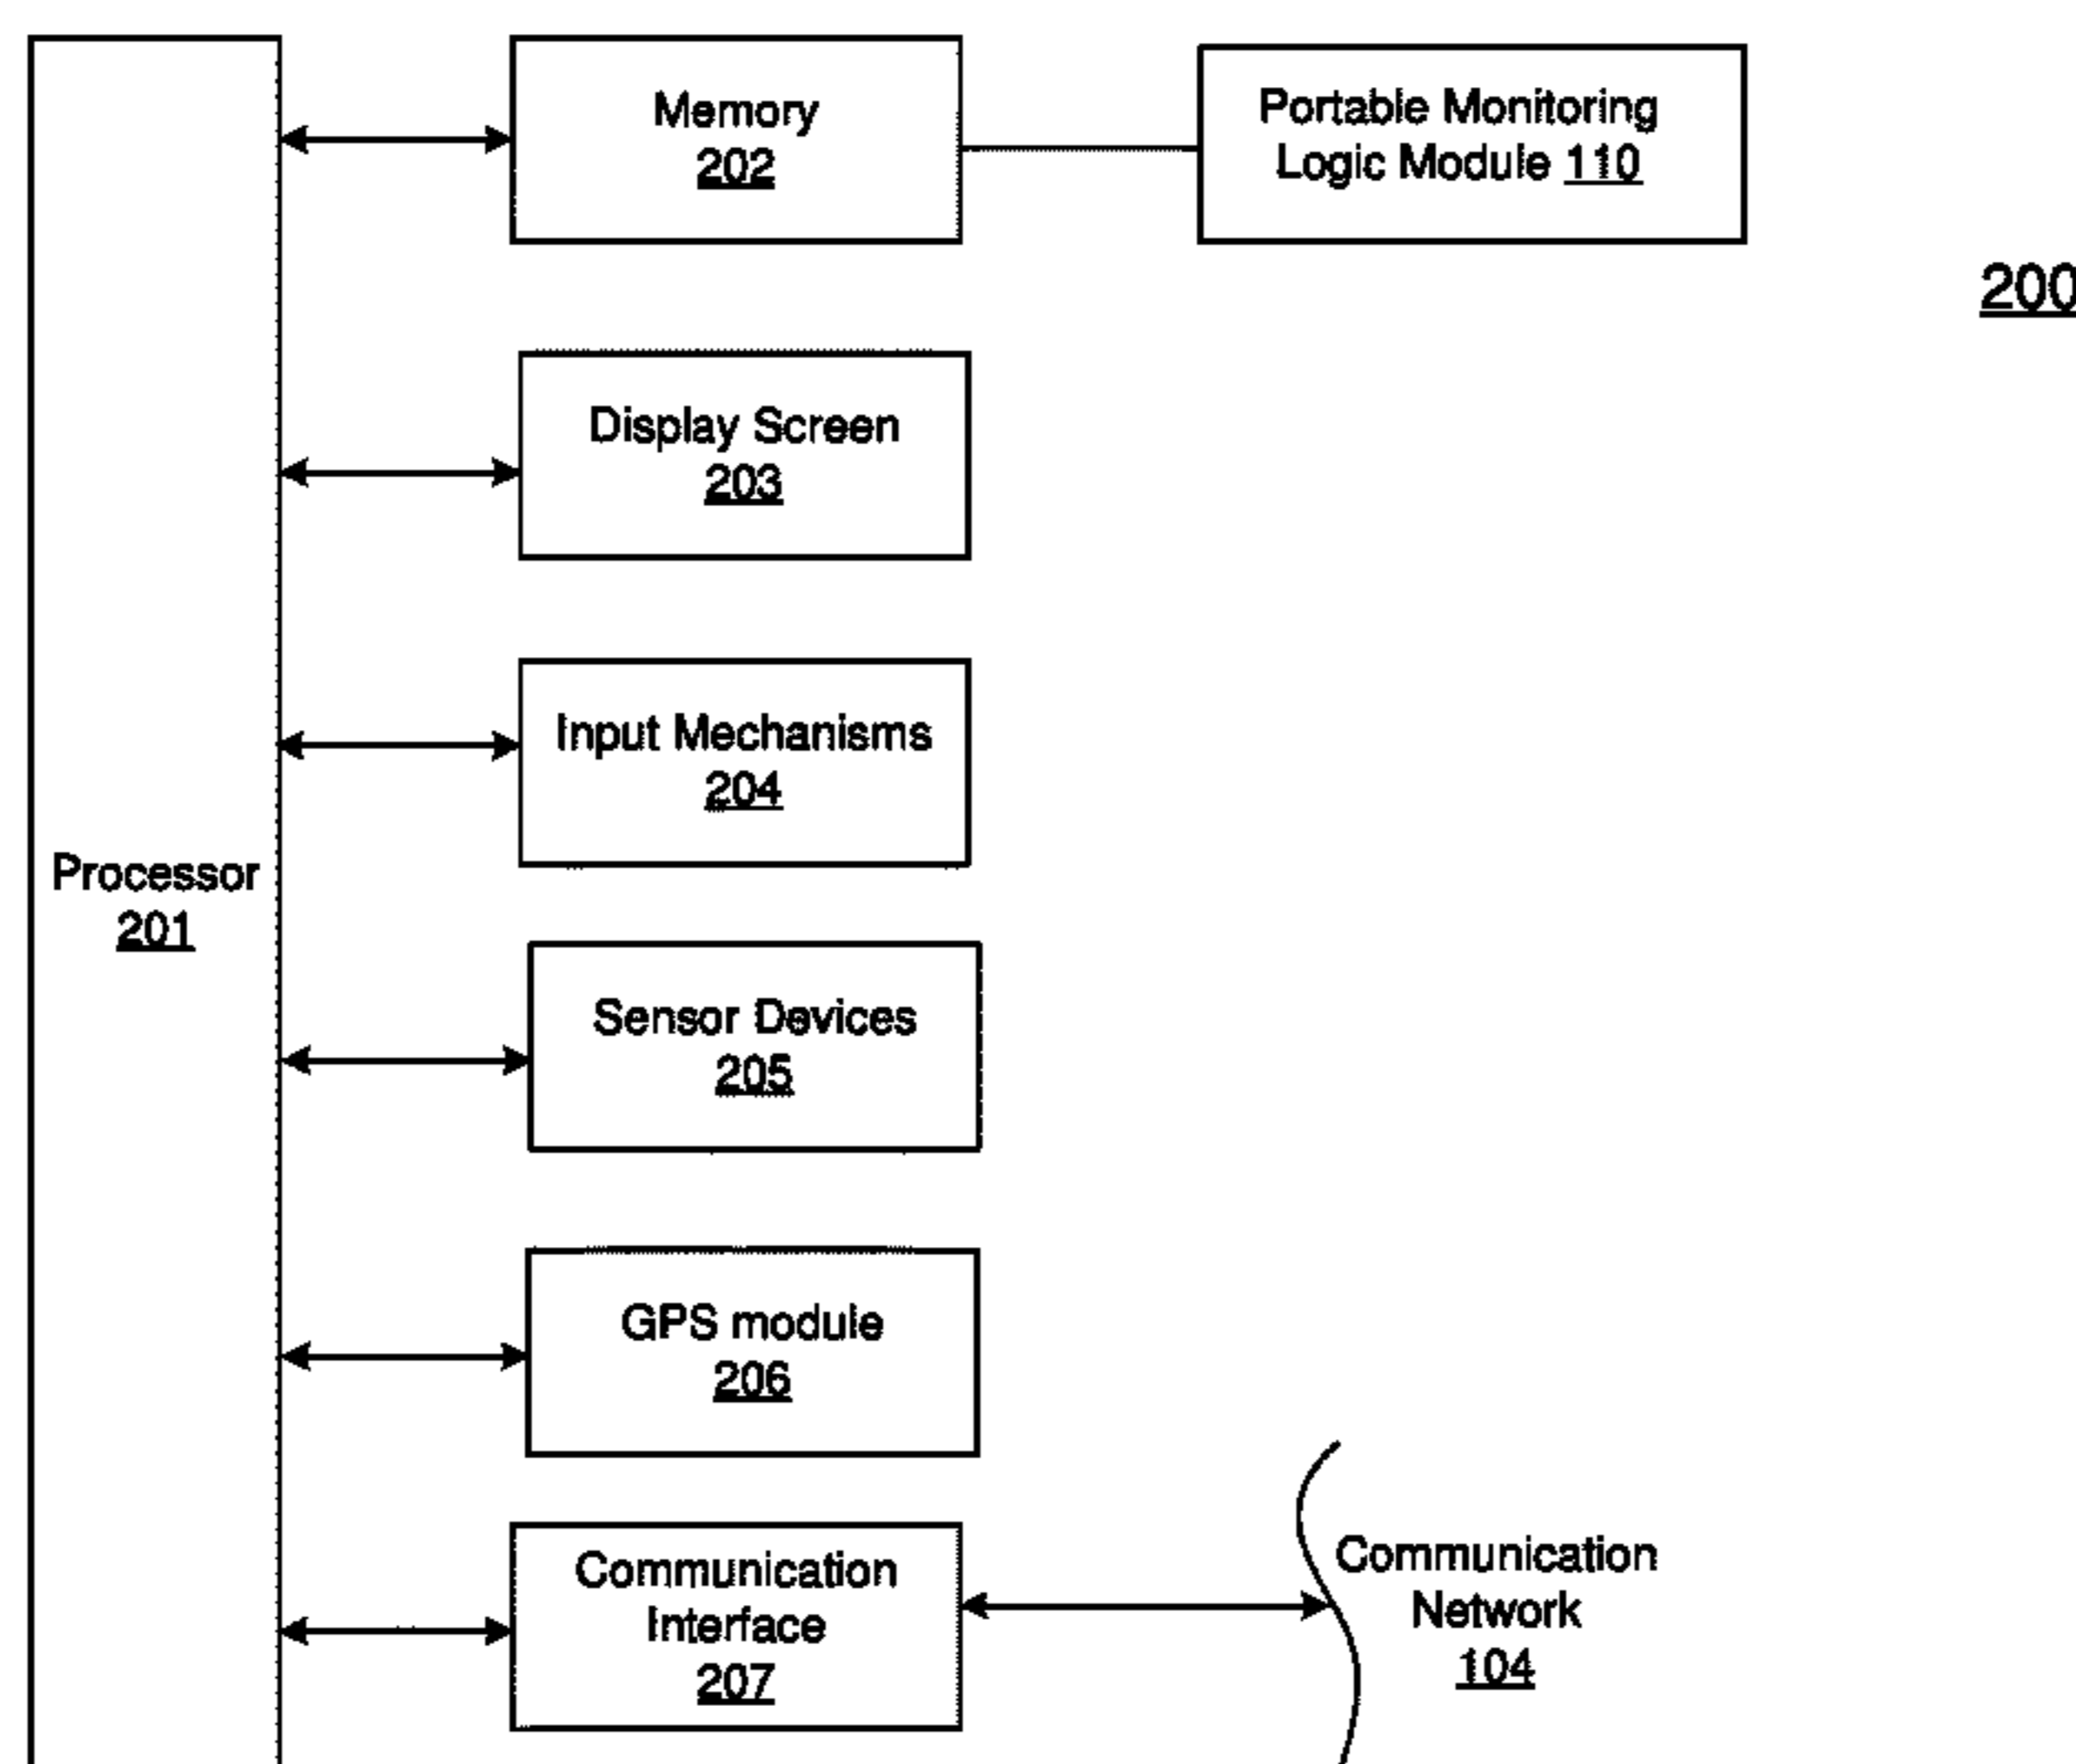 Memory
202
Portable Monitoring
Logic Module 110
200
Display Screen
203
Input Mechanisms
204
Processor
201
Sensor Devices
205
GPS module
206
Communication
Interface
207
Communication
Network
104